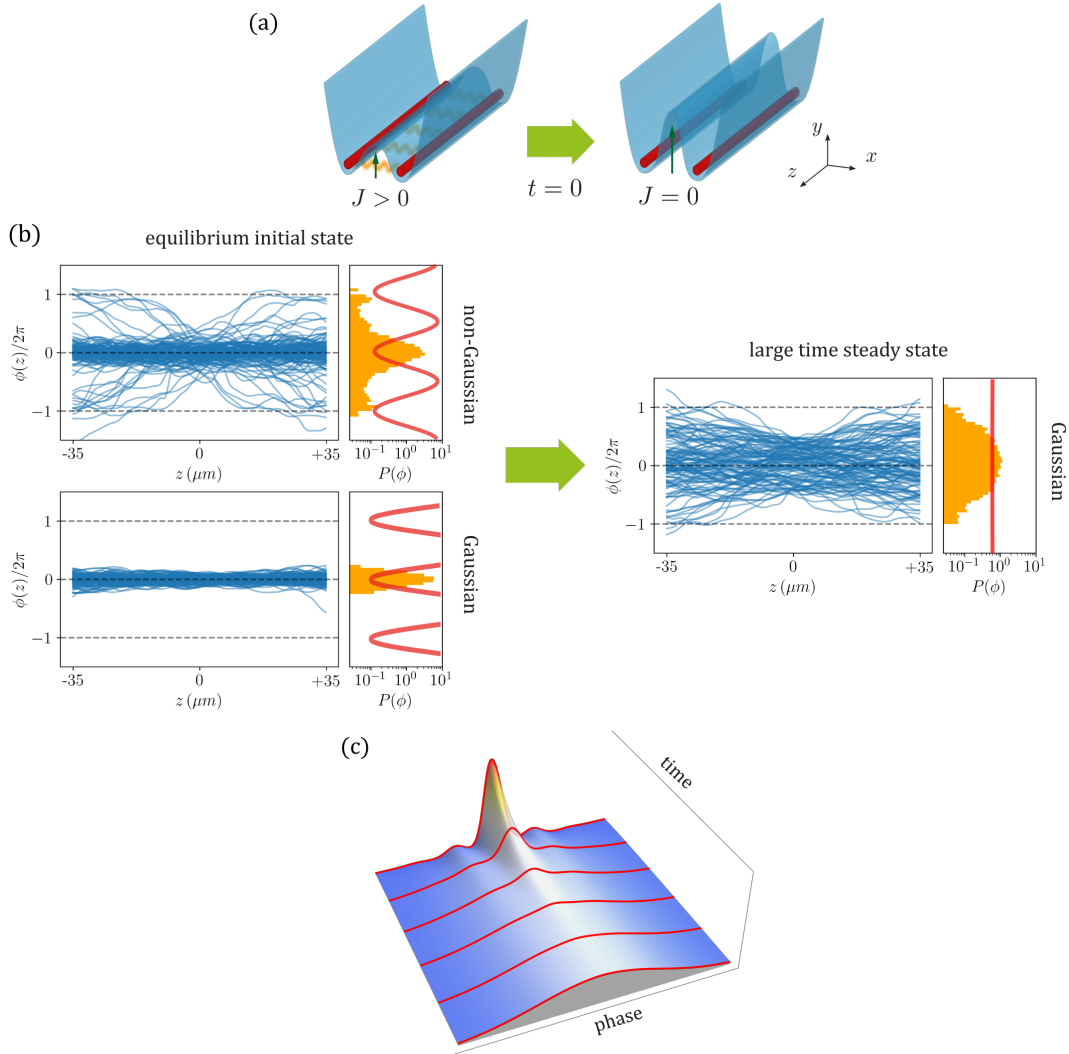 (a)
J > 0
t = 0
J = 0
y
x
z
(b)
equilibrium initial state
ϕ(z)/2π
1
0
−1
-35
0
+35
z (μm)
10⁻¹ 10⁰ 10¹
P(ϕ)
non-Gaussian
ϕ(z)/2π
1
0
−1
-35
0
+35
z (μm)
10⁻¹ 10⁰ 10¹
P(ϕ)
Gaussian
large time steady state
ϕ(z)/2π
1
0
−1
-35
0
+35
z (μm)
10⁻¹ 10⁰ 10¹
P(ϕ)
Gaussian
(c)
time
phase